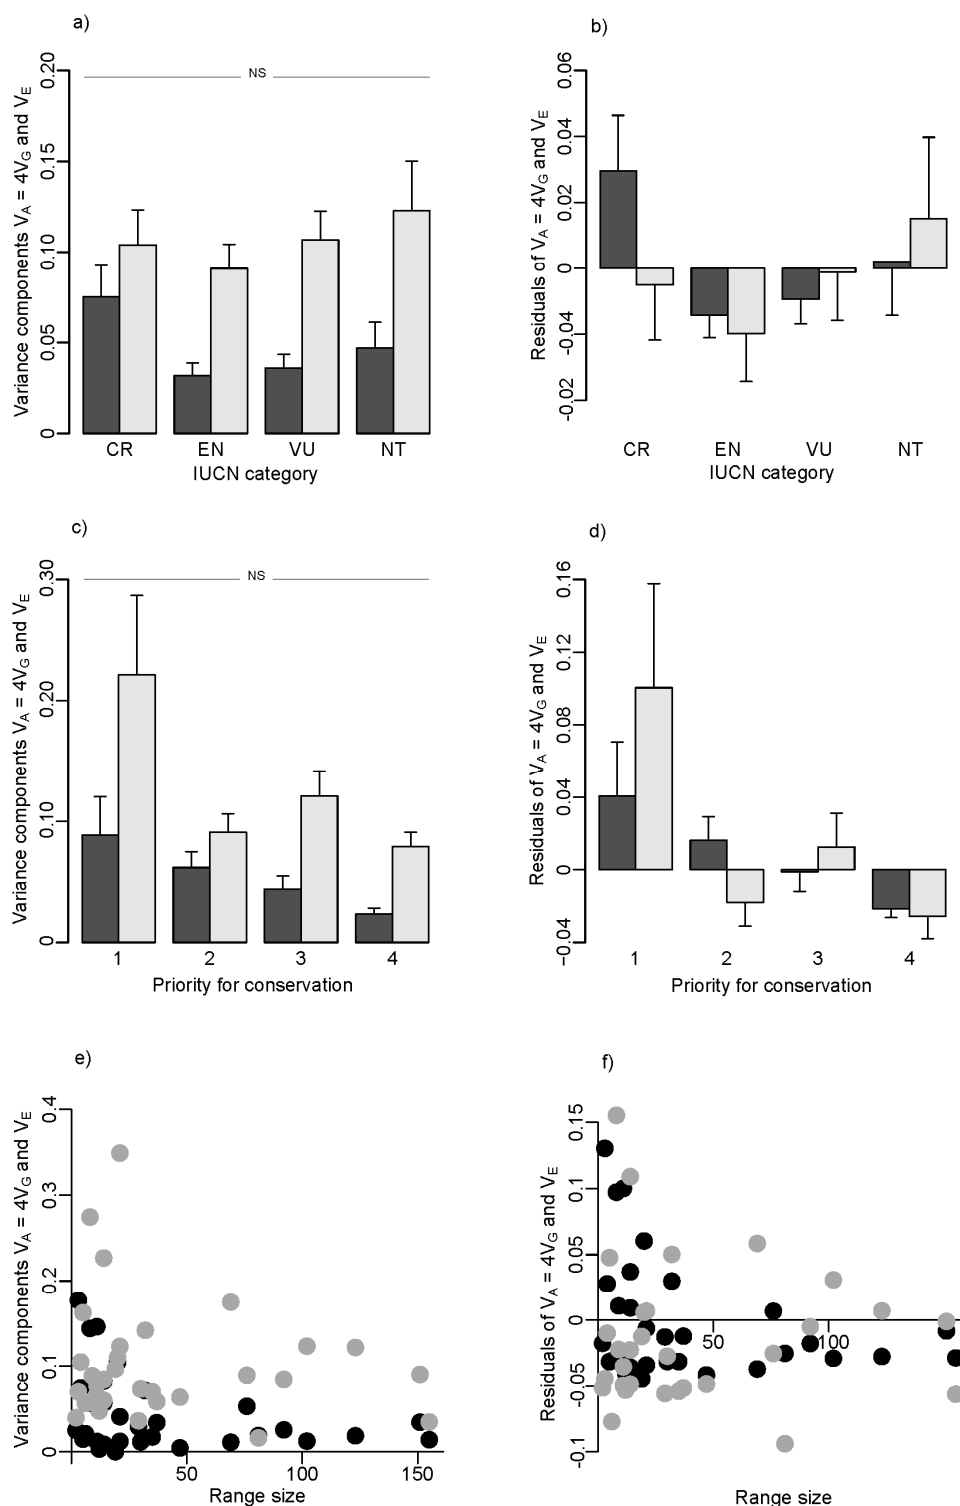 a)
Variance components V_A = 4V_G and V_E
0.20
0.15
0.10
0.05
0
NS
CR EN VU NT
IUCN category
b)
Residuals of V_A = 4V_G and V_E
0.06
0.04
0.02
0
-0.04
-0.02
CR EN VU NT
IUCN category
c)
Variance components V_A = 4V_G and V_E
0.30
0.20
0.10
0
NS
1 2 3 4
Priority for conservation
d)
Residuals of V_A = 4V_G and V_E
0.16
0.12
0.08
0.04
0
-0.04
1 2 3 4
Priority for conservation
e)
Variance components V_A = 4V_G and V_E
0.4
0.3
0.2
0.1
0
50 100 150
Range size
f)
Residuals of V_A = 4V_G and V_E
0.15
0.1
0.05
0
-0.05
-0.1
50 100
Range size